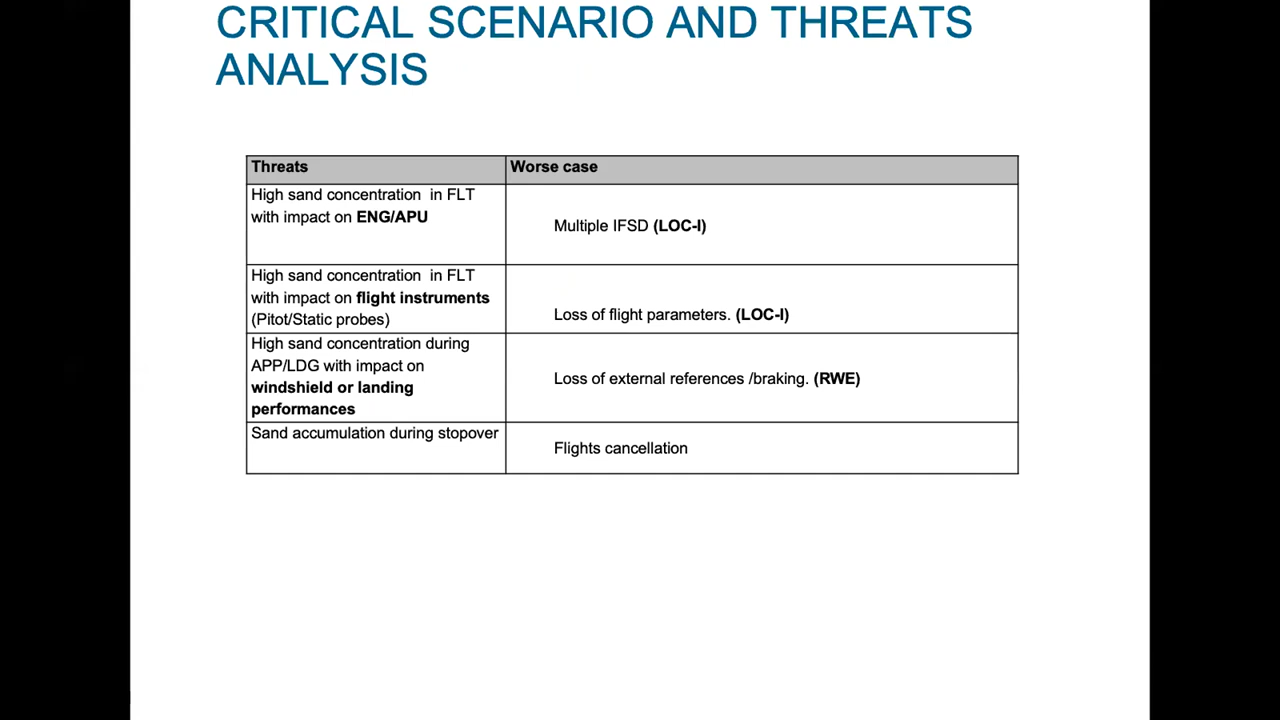 CRITICAL SCENARIO AND THREATS
ANALYSIS
Threats
Worse case
High sand concentration in FLT
with impact on ENG/APU
Multiple IFSD (LOC-I)
High sand concentration in FLT
with impact on flight instruments
(Pitot/Static probes)
Loss of flight parameters. (LOC-I)
High sand concentration during
APP/LDG with impact on
windshield or landing
performances
Loss of external references /braking. (RWE)
Sand accumulation during stopover
Flights cancellation